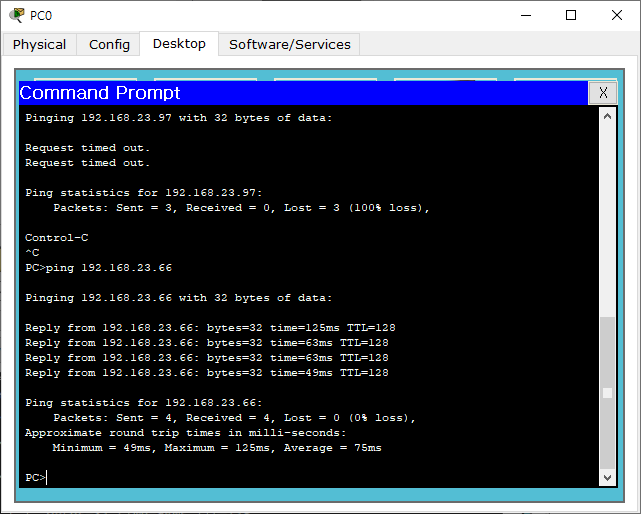 PC0
Physical Config Desktop Software/Services
Command Prompt X
Pinging 192.168.23.97 with 32 bytes of data:
Request timed out.
Request timed out.
Ping statistics for 192.168.23.97:
Packets: Sent = 3, Received = 0, Lost = 3 (100% loss),
Control-C
^C
PC>ping 192.168.23.66
Pinging 192.168.23.66 with 32 bytes of data:
Reply from 192.168.23.66: bytes=32 time=125ms TTL=128
Reply from 192.168.23.66: bytes=32 time=63ms TTL=128
Reply from 192.168.23.66: bytes=32 time=63ms TTL=128
Reply from 192.168.23.66: bytes=32 time=49ms TTL=128
Ping statistics for 192.168.23.66:
Packets: Sent = 4, Received = 4, Lost = 0 (0% loss),
Approximate round trip times in milli-seconds:
Minimum = 49ms, Maximum = 125ms, Average = 75ms
PC>